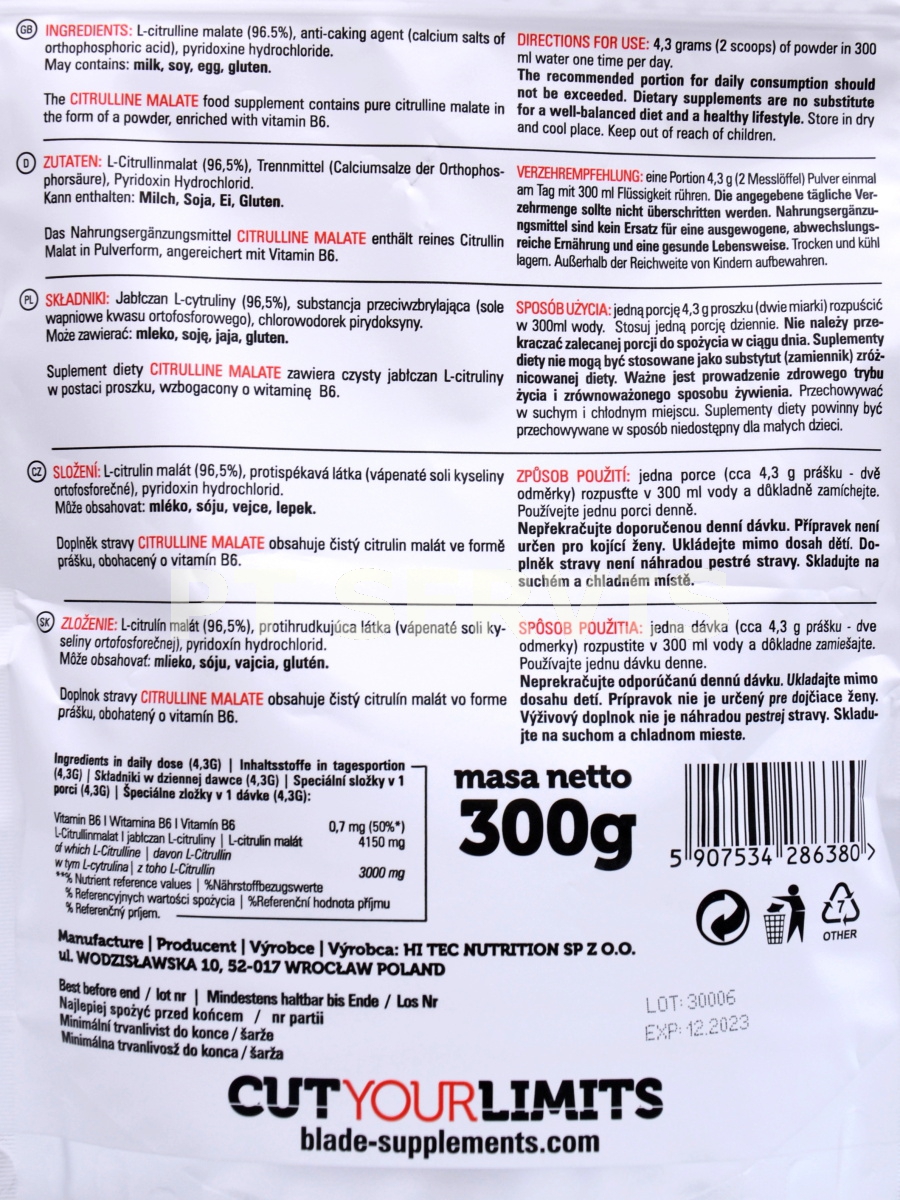 GB INGREDIENTS: L-citrulline malate (96.5%), anti-caking agent (calcium salts of
orthophosphoric acid), pyridoxine hydrochloride.
May contains: milk, soy, egg, gluten.
The CITRULLINE MALATE food supplement contains pure citrulline malate in
the form of a powder, enriched with vitamin B6.
DIRECTIONS FOR USE: 4,3 grams (2 scoops) of powder in 300
ml water one time per day.
The recommended portion for daily consumption should
not be exceeded. Dietary supplements are no substitute
for a well-balanced diet and a healthy lifestyle. Store in dry
and cool place. Keep out of reach of children.
D ZUTATEN: L-Citrullinmalat (96,5%), Trennmittel (Calciumsalze der Orthophos-
phorsäure), Pyridoxin Hydrochlorid.
Kann enthalten: Milch, Soja, Ei, Gluten.
Das Nahrungsergänzungsmittel CITRULLINE MALATE enthält reines Citrullin
Malat in Pulverform, angereichert mit Vitamin B6.
VERZEHREMPFEHLUNG: eine Portion 4,3 g (2 Messlöffel) Pulver einmal
am Tag mit 300 ml Flüssigkeit rühren. Die angegebene tägliche Ver-
zehrmenge sollte nicht überschritten werden. Nahrungsergänzu-
ngsmittel sind kein Ersatz für eine ausgewogene, abwechslungs-
reiche Ernährung und eine gesunde Lebensweise. Trocken und kühl
lagern. Außerhalb der Reichweite von Kindern aufbewahren.
PL SKŁADNIKI: Jabłczan L-cytruliny (96,5%), substancja przeciwzbrylająca (sole
wapniowe kwasu ortofosforowego), chlorowodorek pirydoksyny.
Może zawierać: mleko, soję, jaja, gluten.
Suplement diety CITRULLINE MALATE zawiera czysty jabłczan L-citruliny
w postaci proszku, wzbogacony o witaminę B6.
SPOSÓB UŻYCIA: jedną porcję 4,3 g proszku (dwie miarki) rozpuścić
w 300ml wody. Stosuj jedną porcję dziennie. Nie należy prze-
kraczać zalecanej porcji do spożycia w ciągu dnia. Suplementy
diety nie mogą być stosowane jako substytut (zamiennik) zróż-
nicowanej diety. Ważne jest prowadzenie zdrowego trybu
życia i zrównoważonego sposobu żywienia. Przechowywać
w suchym i chłodnym miejscu. Suplementy diety powinny być
przechowywane w sposób niedostępny dla małych dzieci.
CZ SLOŽENÍ: L-citrulin malát (96,5%), protispékavá látka (vápenaté soli kyseliny
ortofosforečné), pyridoxin hydrochlorid.
Může obsahovat: mléko, sóju, vejce, lepek.
Doplněk stravy CITRULLINE MALATE obsahuje čistý citrulin malát ve formě
prášku, obohacený o vitamín B6.
ZPŮSOB POUŽITÍ: jedna porce (cca 4,3 g prášku - dvě
odměrky) rozpusťte v 300 ml vody a důkladně zamíchejte.
Používejte jednu porci denně.
Nepřekračujte doporučenou denní dávku. Přípravek není
určen pro kojící ženy. Ukládejte mimo dosah dětí. Do-
plněk stravy není náhradou pestré stravy. Skladujte na
suchém a chladném místě.
PT SERVIS
SK ZLOŽENIE: L-citrulín malát (96,5%), protihrudkujúca látka (vápenaté soli ky-
seliny ortofosforečnej), pyridoxín hydrochlorid.
Môže obsahovať: mlieko, sóju, vajcia, glutén.
Doplnok stravy CITRULLINE MALATE obsahuje čistý citrulín malát vo forme
prášku, obohatený o vitamín B6.
SPÔSOB POUŽITIA: jedna dávka (cca 4,3 g prášku - dve
odmerky) rozpustite v 300 ml vody a dôkladne zamiešajte.
Používajte jednu dávku denne.
Neprekračujte odporúčanú dennú dávku. Ukladajte mimo
dosahu detí. Prípravok nie je určený pre dojčiace ženy.
Výživový doplnok nie je náhradou pestrej stravy. Skladu-
jte na suchom a chladnom mieste.
Ingredients in daily dose (4,3G) | Inhaltsstoffe in tagesportion
(4,3G) | Składniki w dziennej dawce (4,3G) | Speciální složky v 1
porci (4,3G) | Špeciálne zložky v 1 dávke (4,3G):
Vitamin B6 I Witamina B6 I Vitamín B6 0,7 mg (50%*)
L-Citrullinmalat I jabłczan L-citruliny | L-citrulin malát 4150 mg
of which L-Citrulline | davon L-Citrullin
w tym L-cytrulina | z toho L-Citrullin 3000 mg
**% Nutrient reference values | %Nährstoffbezugswerte
% Referencyjnych wartości spożycia | %Referenční hodnota příjmu
% Referenčný príjem.
masa netto
300g
5 907534 286380 >
7
OTHER
Manufacture | Producent | Výrobce | Výrobca: HI TEC NUTRITION SP Z O.O.
ul. WODZISŁAWSKA 10, 52-017 WROCŁAW POLAND
Best before end / lot nr | Mindestens haltbar bis Ende / Los Nr
Najlepiej spożyć przed końcem / nr partii
Minimální trvanlivist do konce / šarže
Minimálna trvanlivosž do konca / šarža
LOT: 30006
EXP: 12.2023
CUTYOURLIMITS
blade-supplements.com